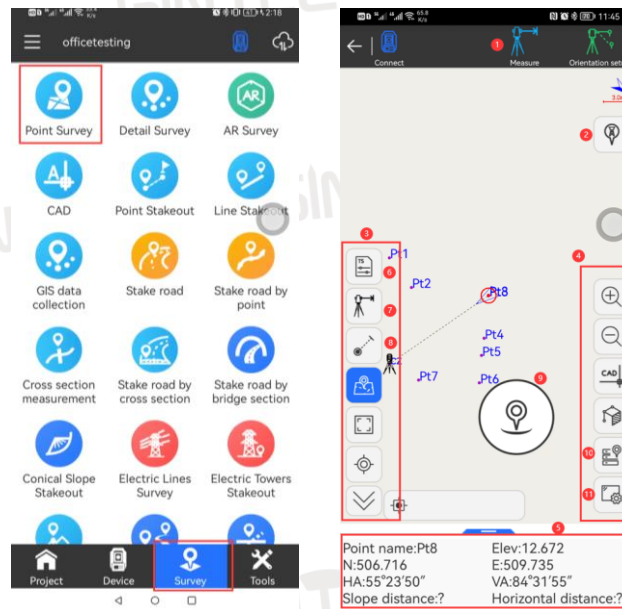 2:18
officetesting
Point Survey
Detail Survey
AR
AR Survey
A
CAD
Point Stakeout
Line Stakeout
GIS data
collection
Stake road
Stake road by
point
Cross section
measurement
Stake road by
cross section
Stake road by
bridge section
Conical Slope
Stakeout
Electric Lines
Survey
Electric Towers
Stakeout
Project
Device
Survey
Tools
11:45
Connect
1
Measure
Orientation set
2
3
4
Pt1
6
Pt2
Pt8
7
8
Pt4
Pt5
Pt7
Pt6
9
CAD
10
11
5
Point name:Pt8
Elev:12.672
N:506.716
E:509.735
HA:55°23'50"
VA:84°31'55"
Slope distance:?
Horizontal distance:?